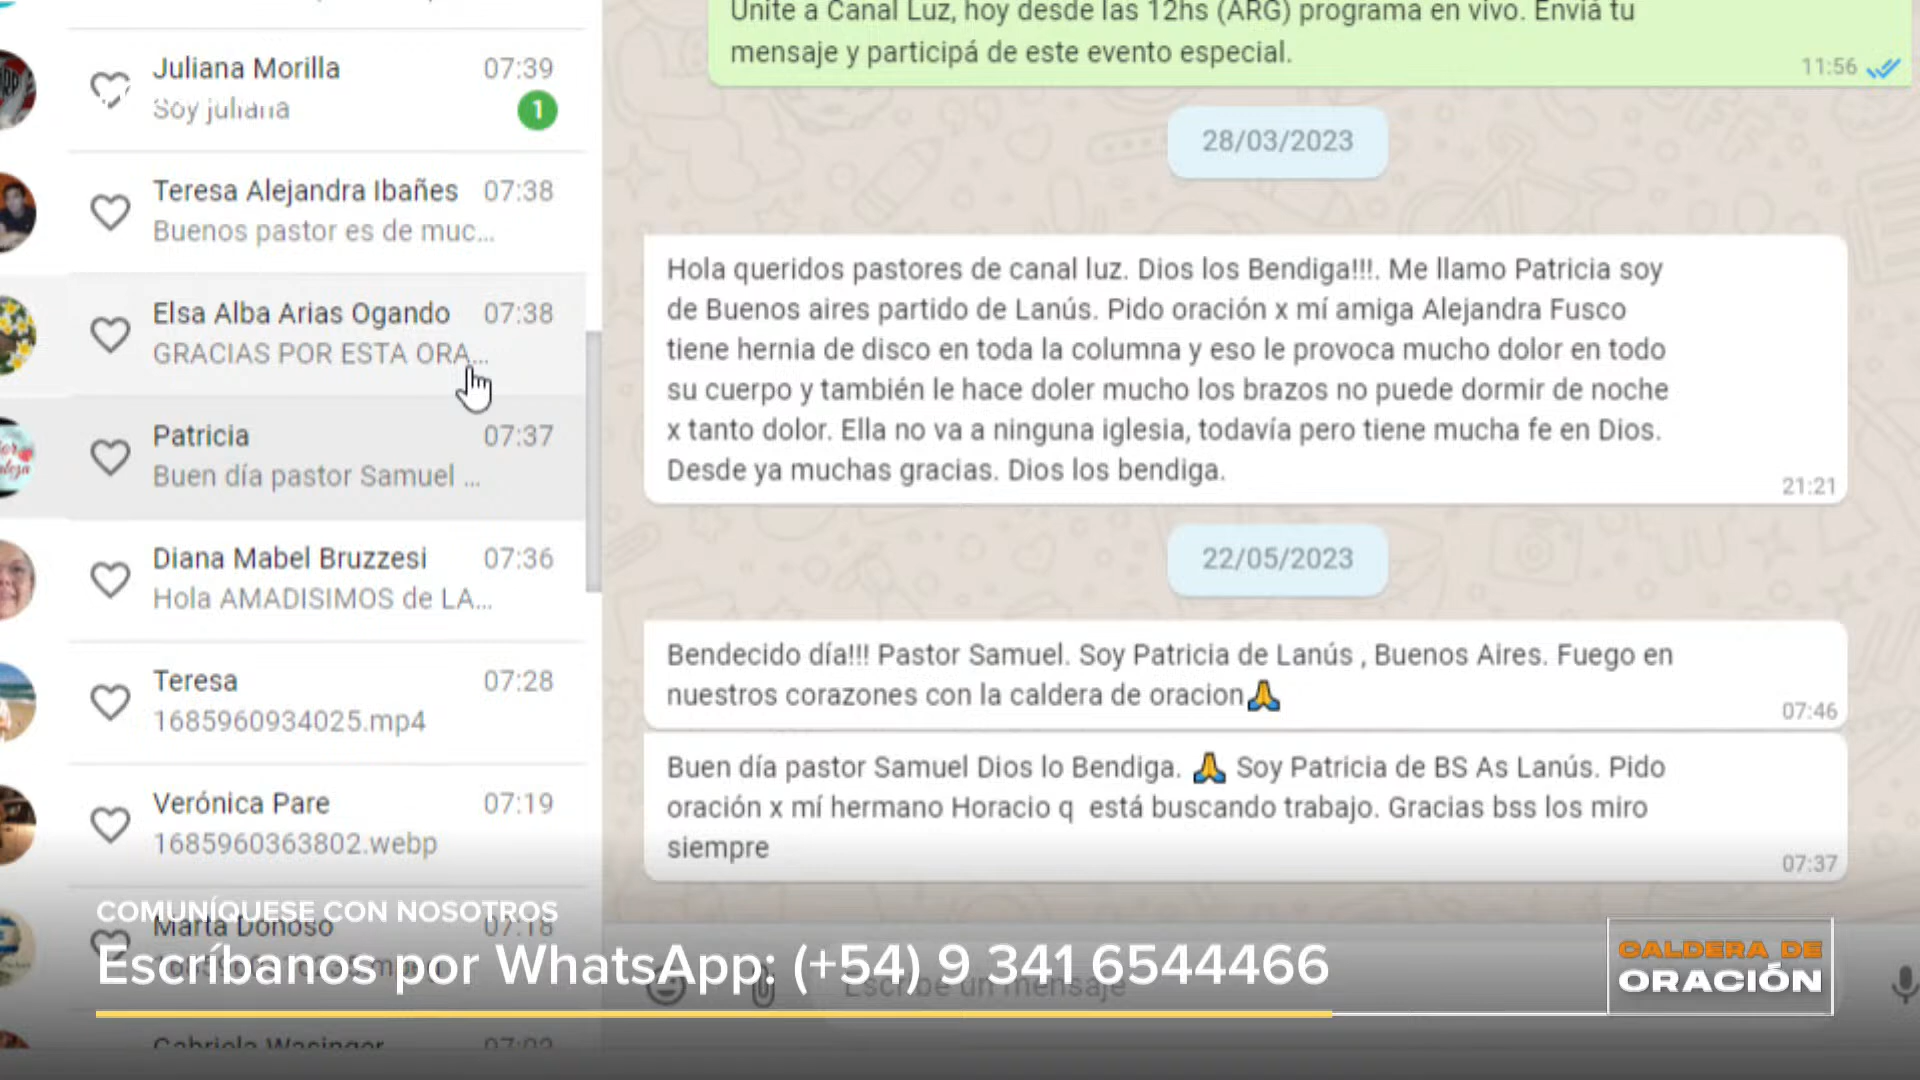 Juliana Morilla 07:39
Soy juliana 1
Teresa Alejandra Ibañes 07:38
Buenos pastor es de muc...
Elsa Alba Arias Ogando 07:38
GRACIAS POR ESTA ORA...
Patricia 07:37
Buen día pastor Samuel ...
Diana Mabel Bruzzesi 07:36
Hola AMADISIMOS de LA...
Teresa 07:28
1685960934025.mp4
Verónica Pare 07:19
1685960363802.webp
Marta Donoso 07:18
Gabriela Wasinger 07:02
Unite a Canal Luz, hoy desde las 12hs (ARG) programa en vivo. Enviá tu
mensaje y participá de este evento especial.
11:56
28/03/2023
Hola queridos pastores de canal luz. Dios los Bendiga!!!. Me llamo Patricia soy
de Buenos aires partido de Lanús. Pido oración x mí amiga Alejandra Fusco
tiene hernia de disco en toda la columna y eso le provoca mucho dolor en todo
su cuerpo y también le hace doler mucho los brazos no puede dormir de noche
x tanto dolor. Ella no va a ninguna iglesia, todavía pero tiene mucha fe en Dios.
Desde ya muchas gracias. Dios los bendiga.
21:21
22/05/2023
Bendecido día!!! Pastor Samuel. Soy Patricia de Lanús , Buenos Aires. Fuego en
nuestros corazones con la caldera de oracion🙏
07:46
Buen día pastor Samuel Dios lo Bendiga. 🙏 Soy Patricia de BS As Lanús. Pido
oración x mí hermano Horacio q  está buscando trabajo. Gracias bss los miro
siempre
07:37
Escribe un mensaje
COMUNÍQUESE CON NOSOTROS
Escríbanos por WhatsApp: (+54) 9 341 6544466
CALDERA DE
ORACIÓN